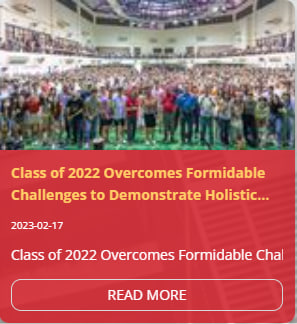 Class of 2022 Overcomes Formidable
Challenges to Demonstrate Holistic...
2023-02-17
Class of 2022 Overcomes Formidable Chal
READ MORE